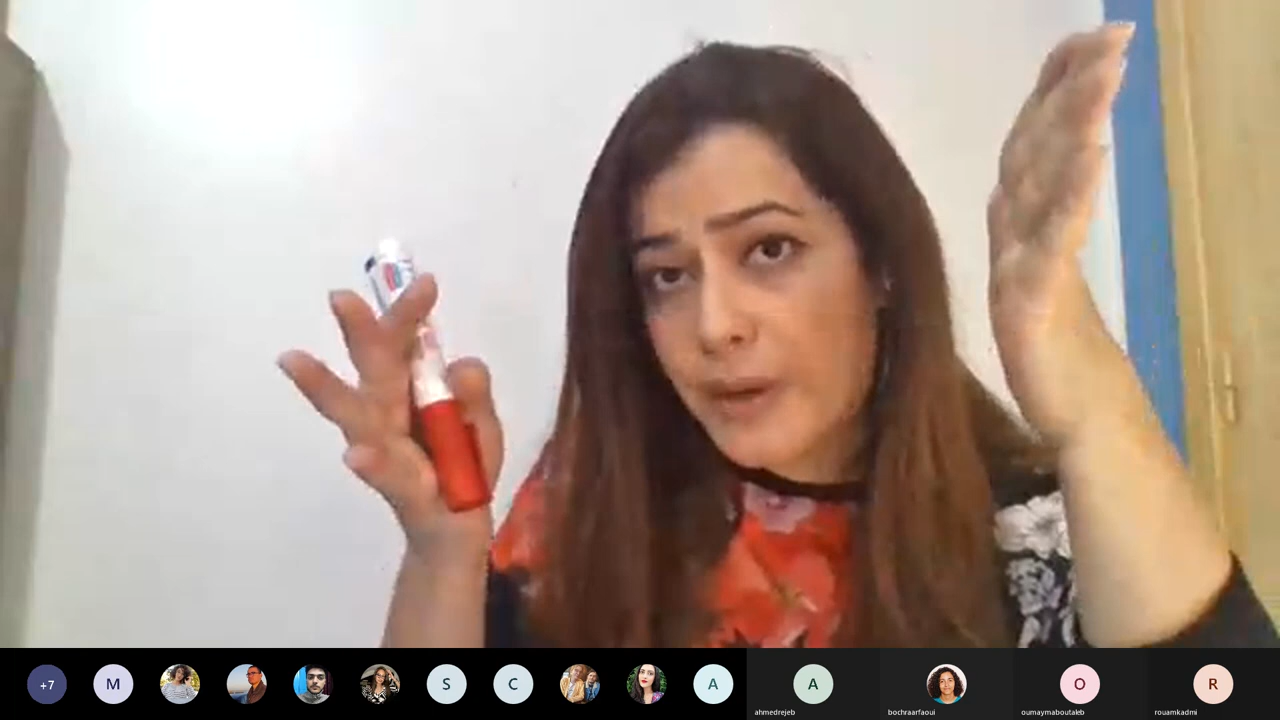 +7
M
S
C
A
A
O
R
ahmedrejeb
bochraarfaoui
oumaymaboutaleb
rouamkadmi